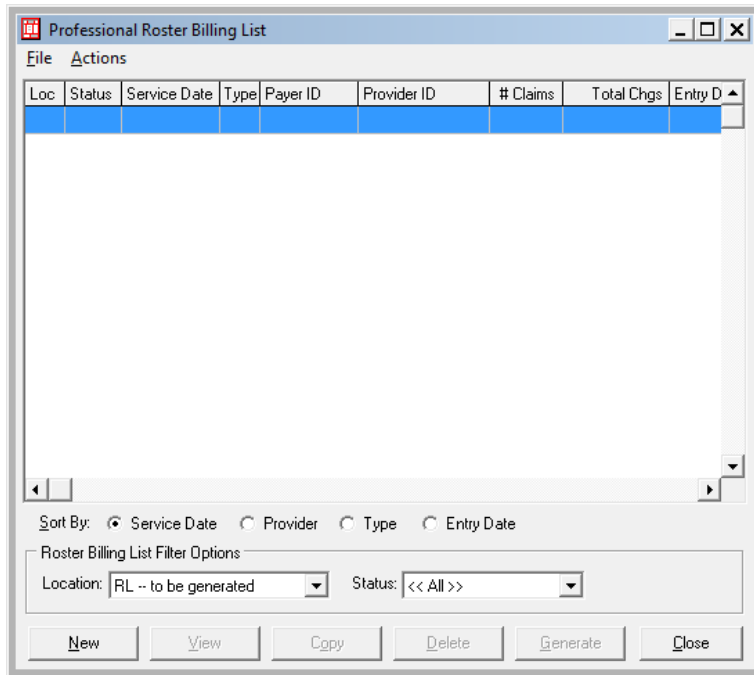 Professional Roster Billing List
File Actions
Loc Status Service Date Type Payer ID Provider ID # Claims Total Chgs Entry D
Sort By: Service Date Provider Type Entry Date
Roster Billing List Filter Options
Location: RL -- to be generated Status: << All >>
New View Copy Delete Generate Close